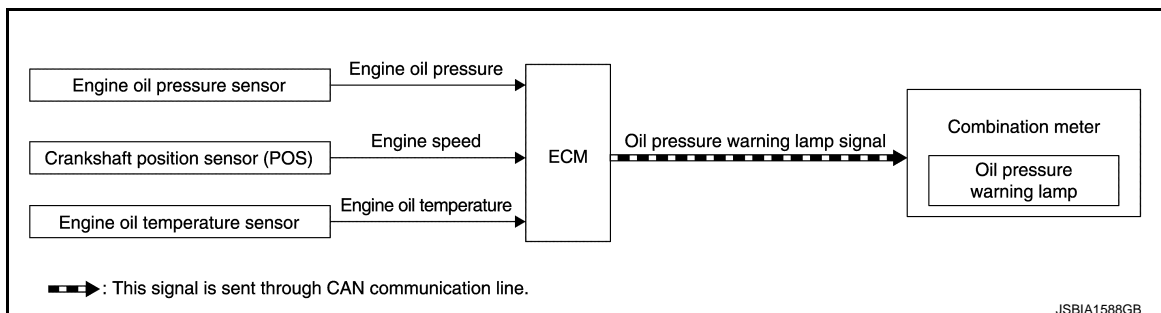 Engine oil pressure sensor
Engine oil pressure
Crankshaft position sensor (POS)
Engine speed
Engine oil temperature sensor
Engine oil temperature
ECM
Oil pressure warning lamp signal
Combination meter
Oil pressure
warning lamp
: This signal is sent through CAN communication line.
JSBIA1588GB